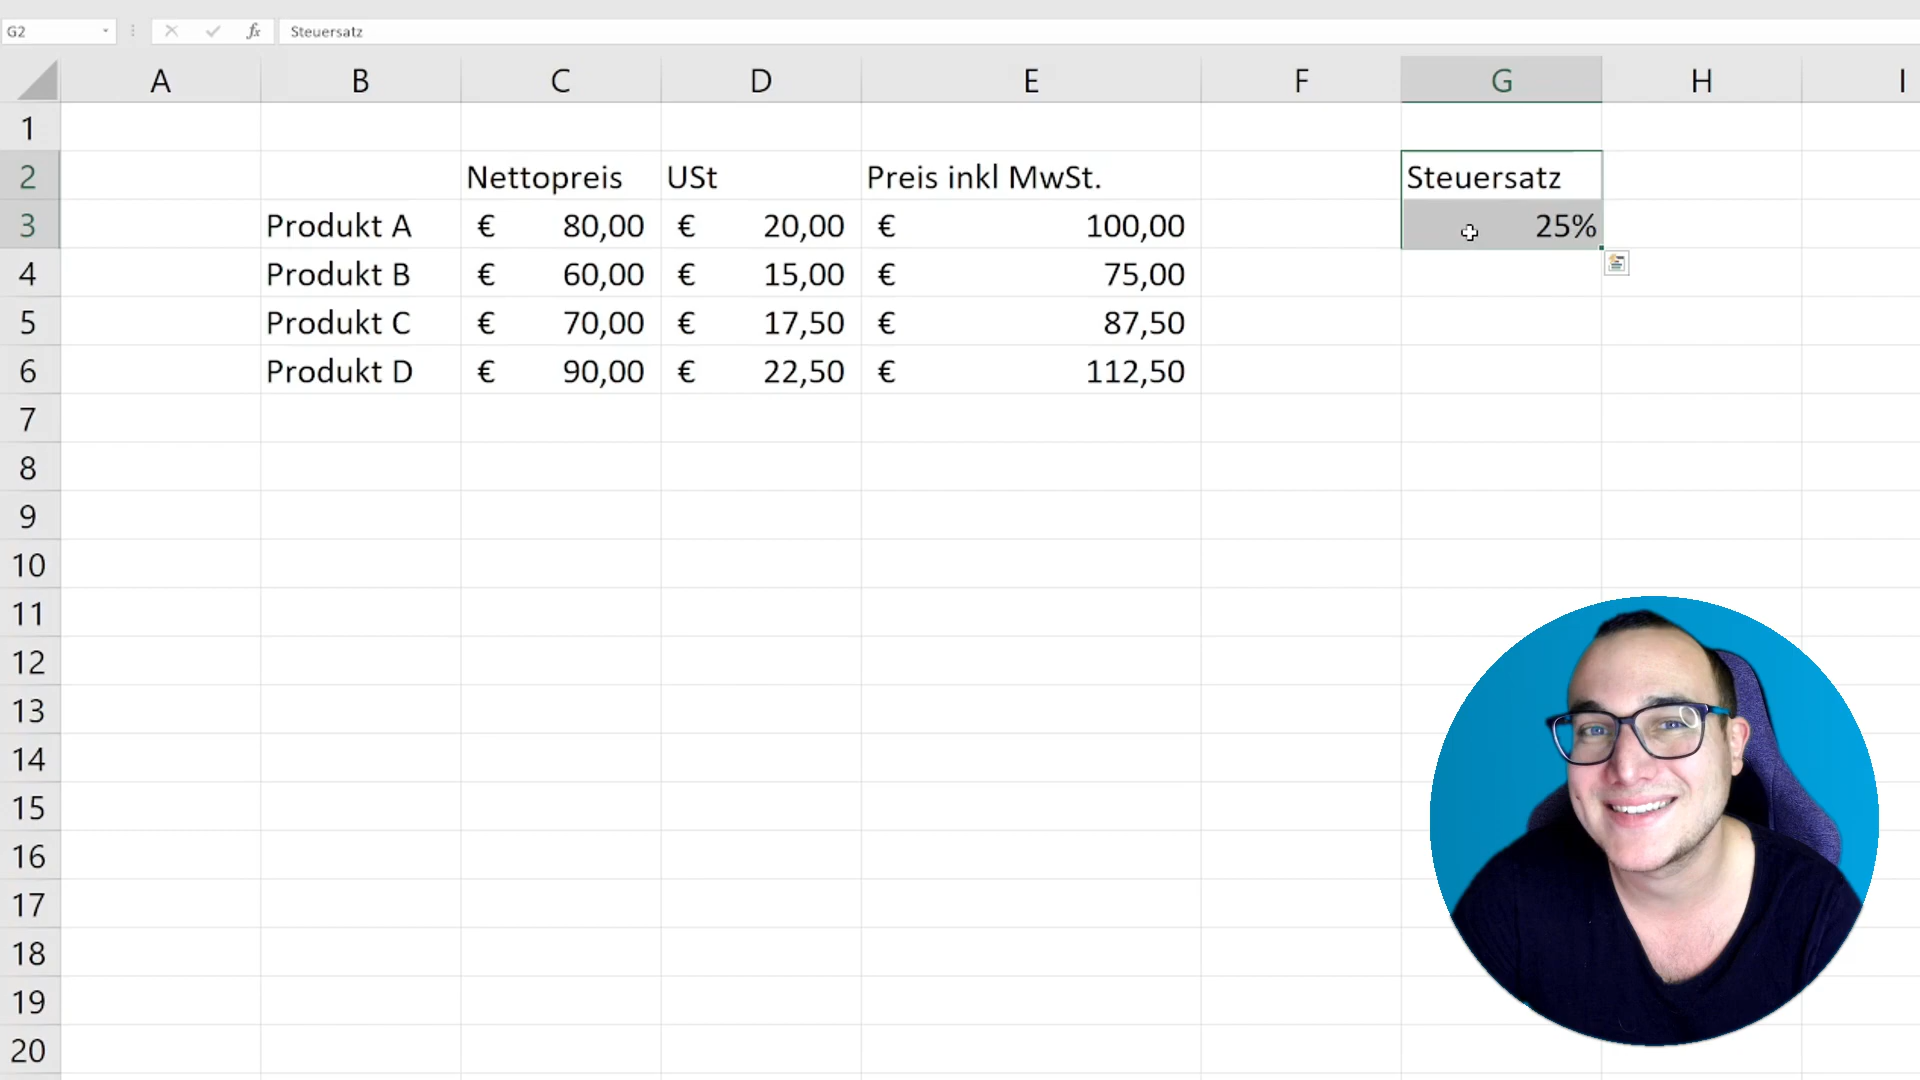 G2 fx Steuersatz
A B C D E F G H I
1
2 Nettopreis USt Preis inkl MwSt. Steuersatz
3 Produkt A € 80,00 € 20,00 € 100,00 25%
4 Produkt B € 60,00 € 15,00 € 75,00
5 Produkt C € 70,00 € 17,50 € 87,50
6 Produkt D € 90,00 € 22,50 € 112,50
7
8
9
10
11
12
13
14
15
16
17
18
19
20